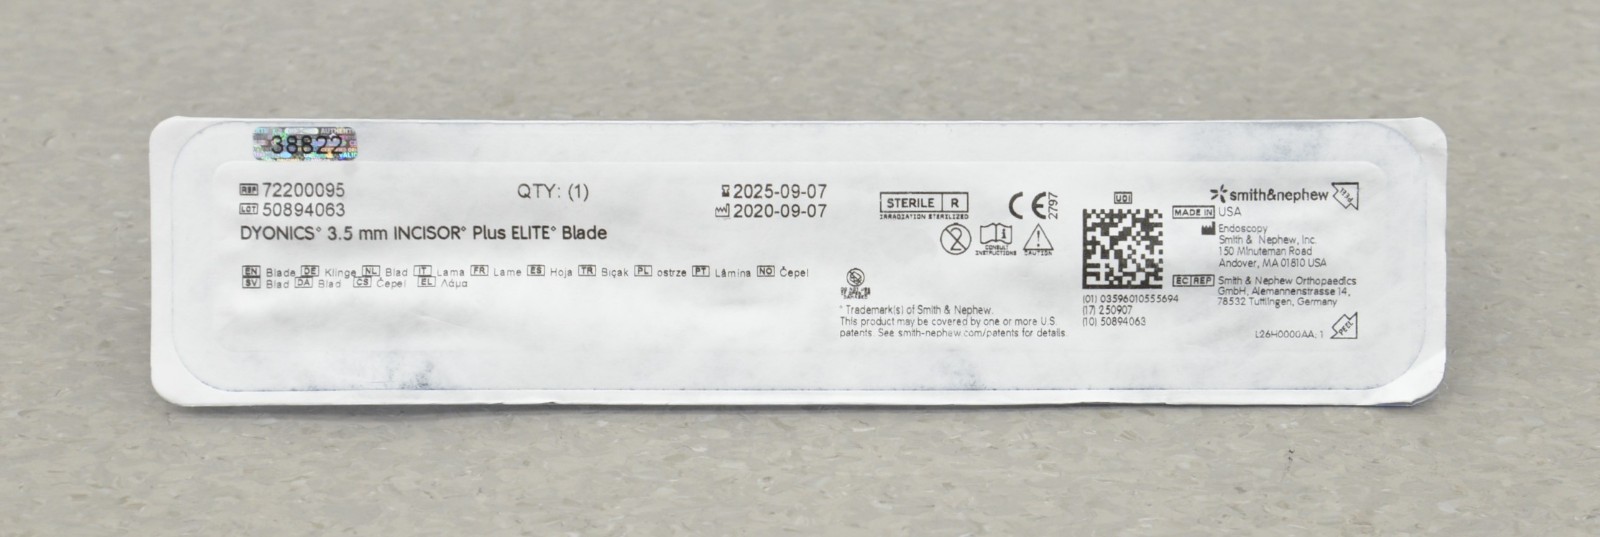 38822
REF 72200095
LOT 50894063
QTY: (1)
2025-09-07
2020-09-07
DYONICS° 3.5 mm INCISOR° Plus ELITE° Blade
EN Blade DE Klinge NL Blad IT Lama FR Lame ES Hoja TR Bıçak PL ostrze PT Lâmina NO Čepel
SV Blad DA Blad CS Čepel EL Λάμα
STERILE R
IRRADIATION STERILIZED
CE 2797
2
CONSULT INSTRUCTIONS
CAUTION
° Trademark(s) of Smith & Nephew.
This product may be covered by one or more U.S.
patents. See smith-nephew.com/patents for details.
UDI
(01) 03596010555694
(17) 250907
(10) 50894063
smith&nephew
PEEL
MADE IN USA
Endoscopy
Smith & Nephew, Inc.
150 Minuteman Road
Andover, MA 01810 USA
EC REP Smith & Nephew Orthopaedics
GmbH, Alemannenstrasse 14,
78532 Tuttlingen, Germany
L26H0000AA; 1
PEEL